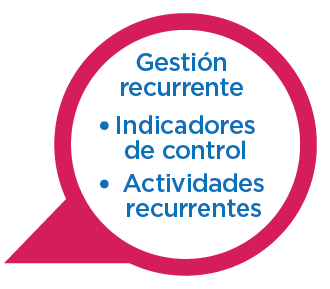 Gestión
recurrente
• Indicadores
de control
• Actividades
recurrentes